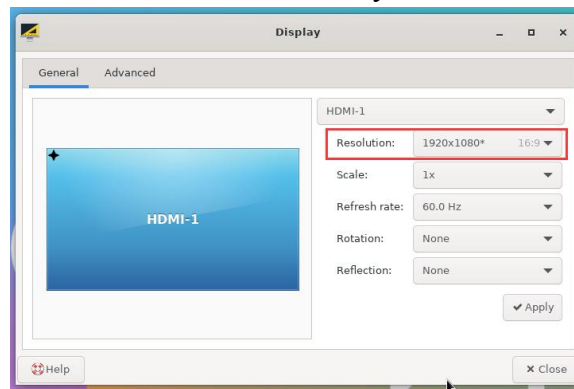 Display
General Advanced
HDMI-1
Resolution: 1920x1080* 16:9
Scale: 1x
Refresh rate: 60.0 Hz
HDMI-1
Rotation: None
Reflection: None
Apply
Help
Close